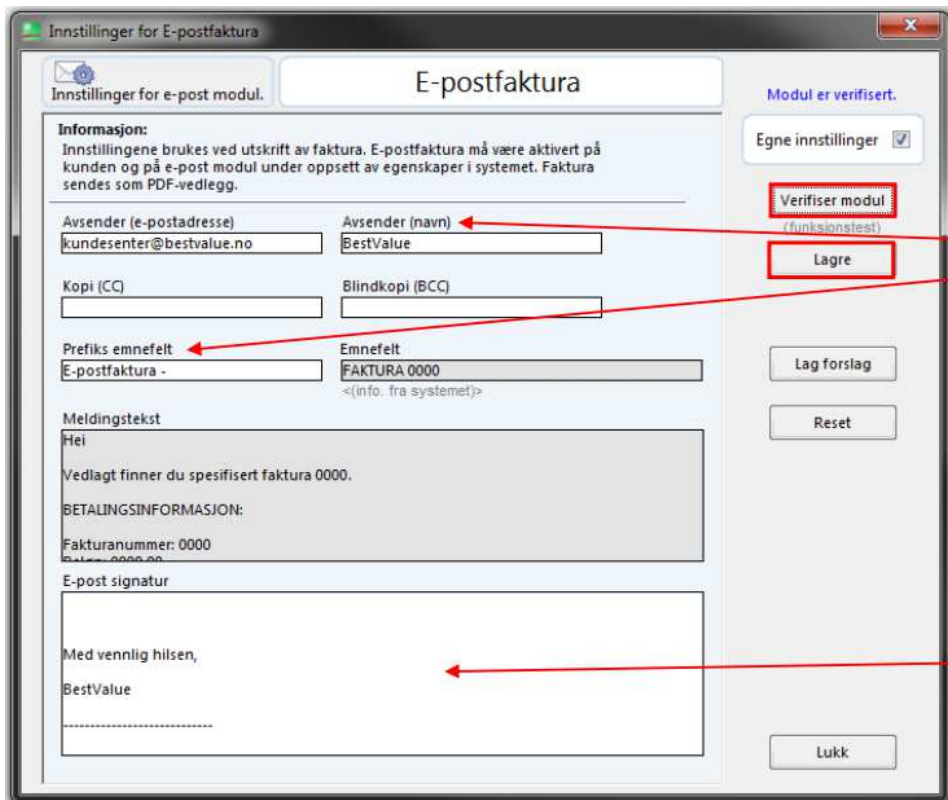 Innstillinger for E-postfaktura
Innstillinger for e-post modul.
E-postfaktura
Modul er verifisert.
Egne innstillinger
Informasjon:
Innstillingene brukes ved utskrift av faktura. E-postfaktura må være aktivert på
kunden og på e-post modul under oppsett av egenskaper i systemet. Faktura
sendes som PDF-vedlegg.
Verifiser modul
(funksjonstest)
Lagre
Avsender (e-postadresse)
Avsender (navn)
kundesenter@bestvalue.no
BestValue
Kopi (CC)
Blindkopi (BCC)
Prefiks emnefelt
Emnefelt
E-postfaktura -
FAKTURA 0000
<(info. fra systemet)>
Lag forslag
Reset
Meldingstekst
Hei
Vedlagt finner du spesifisert faktura 0000.
BETALINGSINFORMASJON:
Fakturanummer: 0000
E-post signatur
Med vennlig hilsen,
BestValue
----------------------------
Lukk